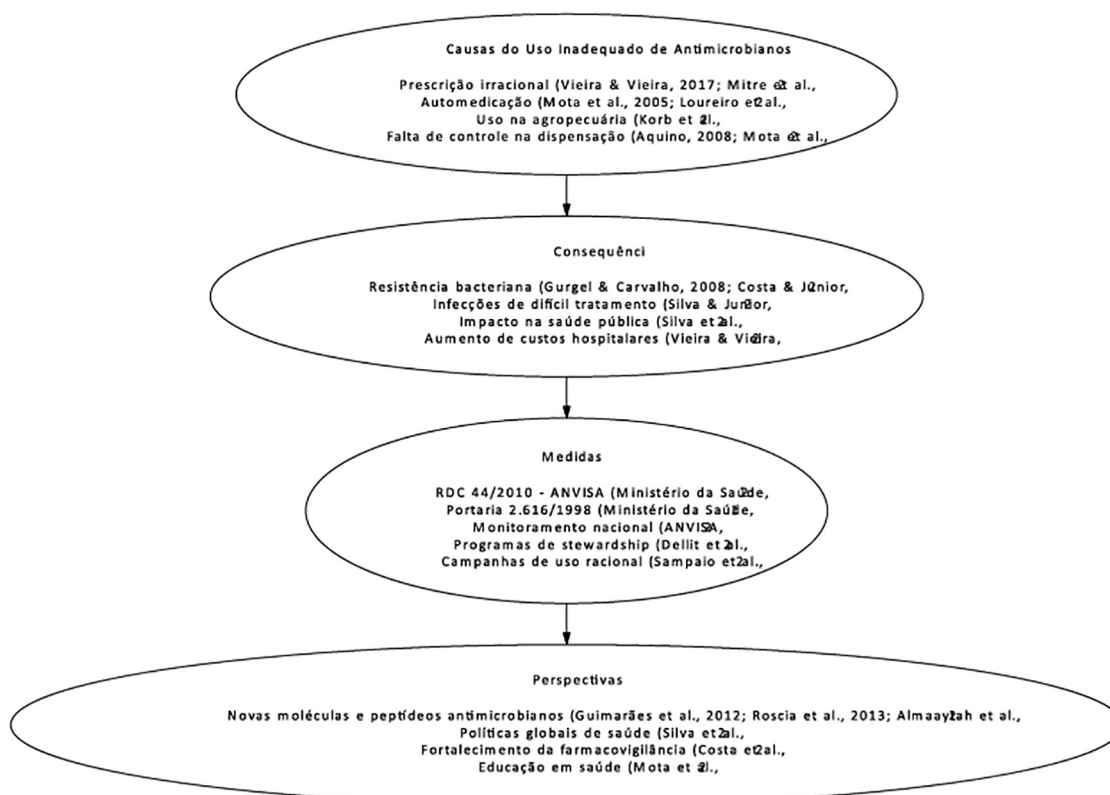 Causas do Uso Inadequado de Antimicrobianos
Prescrição irracional (Vieira & Vieira, 2017; Mitre et al.,
Automedicação (Mota et al., 2005; Loureiro et al.,
Uso na agropecuária (Korb et al.,
Falta de controle na dispensação (Aquino, 2008; Mota et al.,
Consequênci
Resistência bacteriana (Gurgel & Carvalho, 2008; Costa & Júnior,
Infecções de difícil tratamento (Silva & Junior,
Impacto na saúde pública (Silva et al.,
Aumento de custos hospitalares (Vieira & Vieira,
Medidas
RDC 44/2010 - ANVISA (Ministério da Saúde,
Portaria 2.616/1998 (Ministério da Saúde,
Monitoramento nacional (ANVISA,
Programas de stewardship (Dellit et al.,
Campanhas de uso racional (Sampaio et al.,
Perspectivas
Novas moléculas e peptídeos antimicrobianos (Guimarães et al., 2012; Roscia et al., 2013; Almaaytah et al.,
Políticas globais de saúde (Silva et al.,
Fortalecimento da farmacovigilância (Costa et al.,
Educação em saúde (Mota et al.,